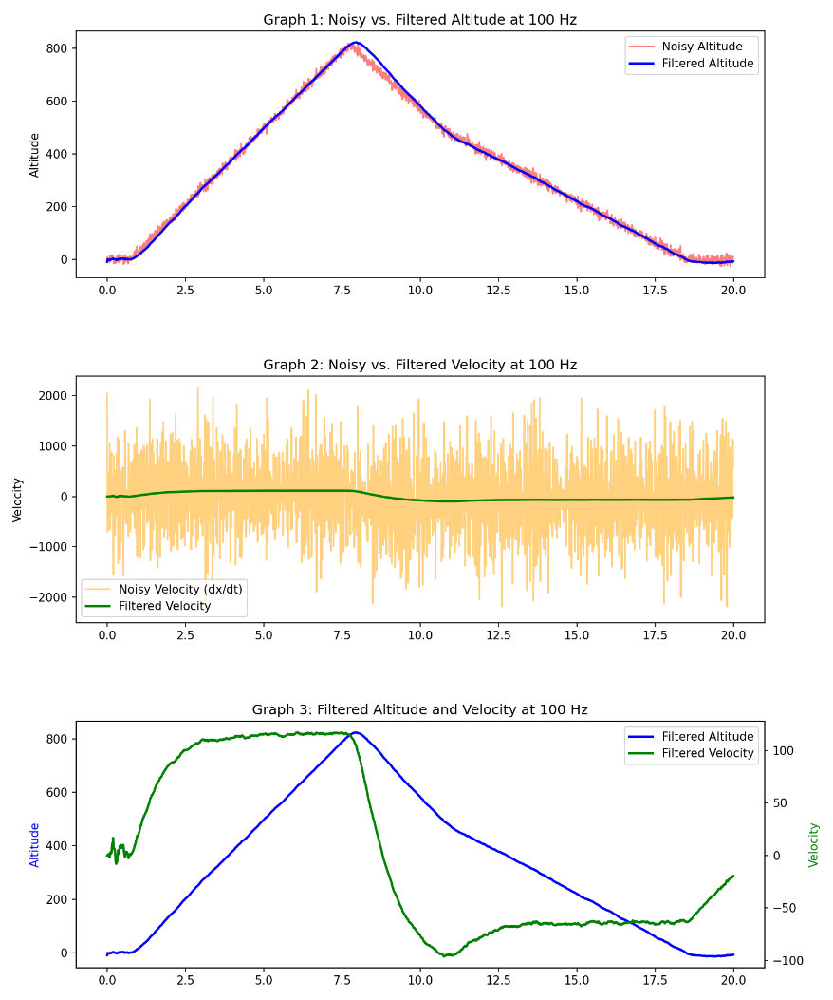 Graph 1: Noisy vs. Filtered Altitude at 100 Hz
800
600
400
200
0
Altitude
Noisy Altitude
Filtered Altitude
0.0 2.5 5.0 7.5 10.0 12.5 15.0 17.5 20.0
Graph 2: Noisy vs. Filtered Velocity at 100 Hz
2000
1000
0
−1000
−2000
Velocity
Noisy Velocity (dx/dt)
Filtered Velocity
0.0 2.5 5.0 7.5 10.0 12.5 15.0 17.5 20.0
Graph 3: Filtered Altitude and Velocity at 100 Hz
800
600
400
200
0
Altitude
Filtered Altitude
Filtered Velocity
100
50
0
−50
−100
Velocity
0.0 2.5 5.0 7.5 10.0 12.5 15.0 17.5 20.0